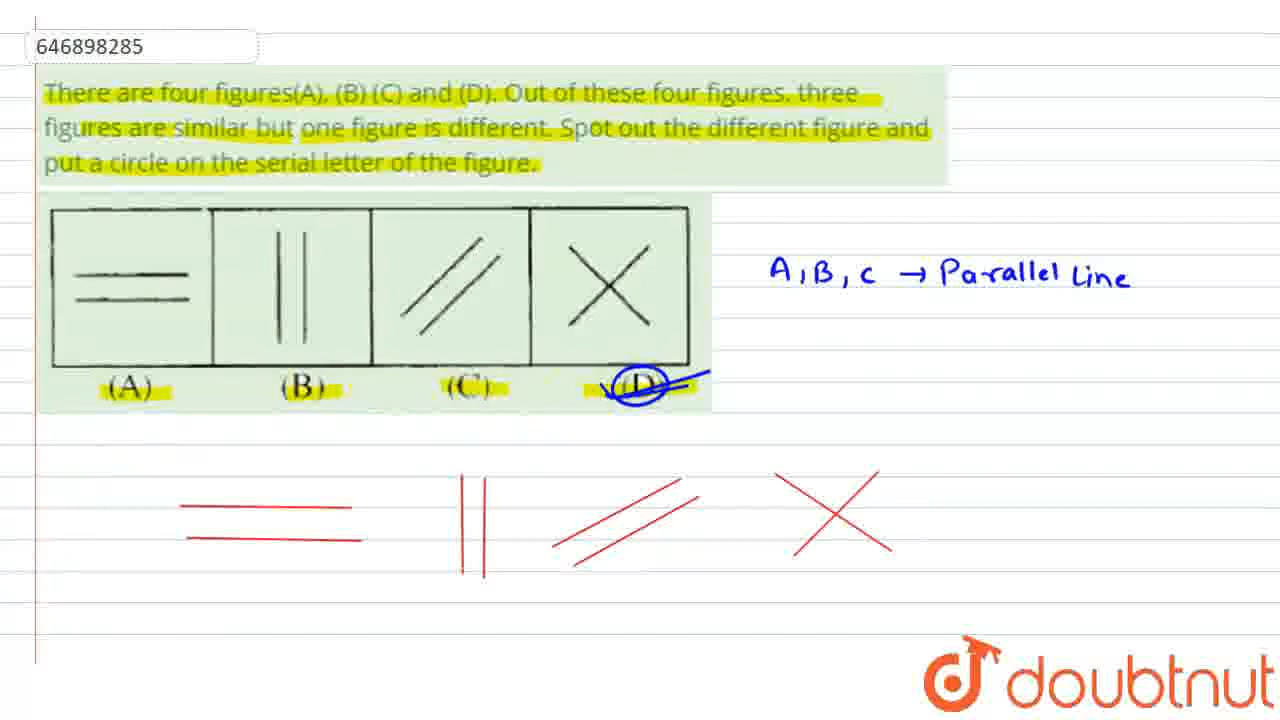 646898285
There are four figures(A), (B) (C) and (D). Out of these four figures, three
figures are similar but one figure is different. Spot out the different figure and
put a circle on the serial letter of the figure.
A, B, C → Parallel Line
(A) (B) (C) (D)
doubtnut